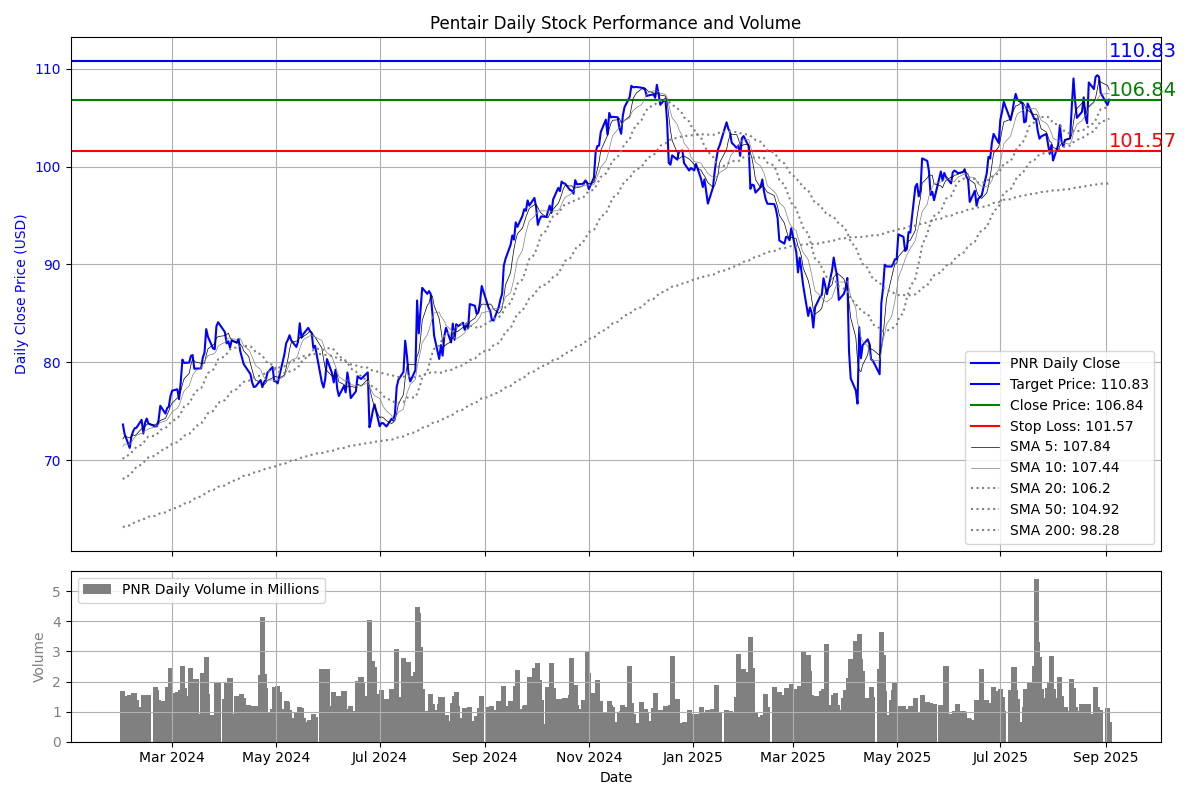 Pentair Daily Stock Performance and Volume
110.83
106.84
101.57
110
100
90
80
70
Daily Close Price (USD)
PNR Daily Close
Target Price: 110.83
Close Price: 106.84
Stop Loss: 101.57
SMA 5: 107.84
SMA 10: 107.44
SMA 20: 106.2
SMA 50: 104.92
SMA 200: 98.28
PNR Daily Volume in Millions
5
4
3
2
1
0
Volume
Mar 2024 May 2024 Jul 2024 Sep 2024 Nov 2024 Jan 2025 Mar 2025 May 2025 Jul 2025 Sep 2025
Date